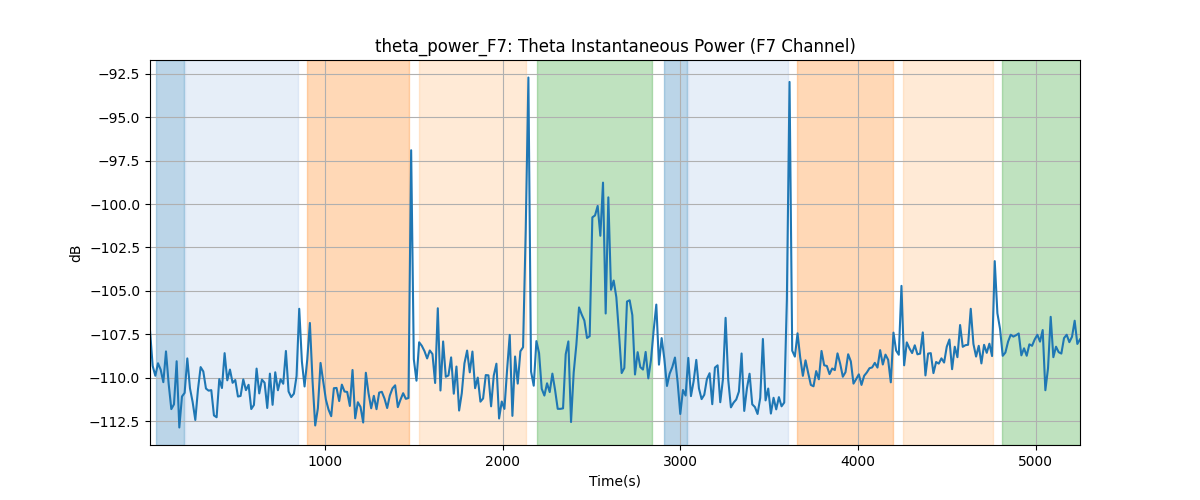 theta_power_F7: Theta Instantaneous Power (F7 Channel)
−92.5
−95.0
−97.5
−100.0
−102.5
−105.0
−107.5
−110.0
−112.5
dB
1000 2000 3000 4000 5000
Time(s)